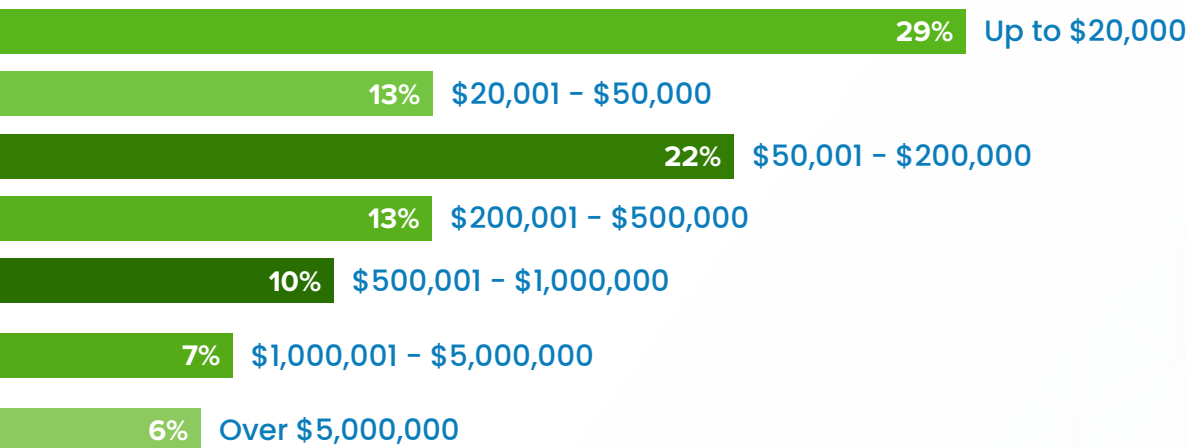 29% Up to $20,000
13% $20,001 - $50,000
22% $50,001 - $200,000
13% $200,001 - $500,000
10% $500,001 - $1,000,000
7% $1,000,001 - $5,000,000
6% Over $5,000,000